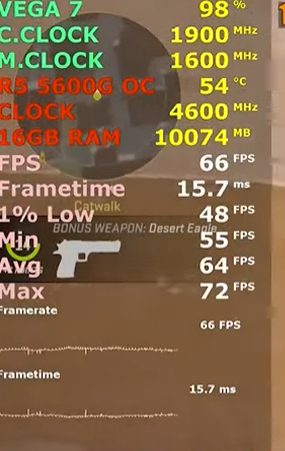 VEGA 7 98 %
C.CLOCK 1900 MHz
M.CLOCK 1600 MHz
R5 5600G OC 54 °C
CLOCK 4600 MHz
16GB RAM 10074 MB
FPS 66 FPS
Frametime 15.7 ms
1% Low 48 FPS
Catwalk
BONUS WEAPON: Desert Eagle
Min 55 FPS
Avg 64 FPS
Max 72 FPS
Framerate
66 FPS
Frametime
15.7 ms